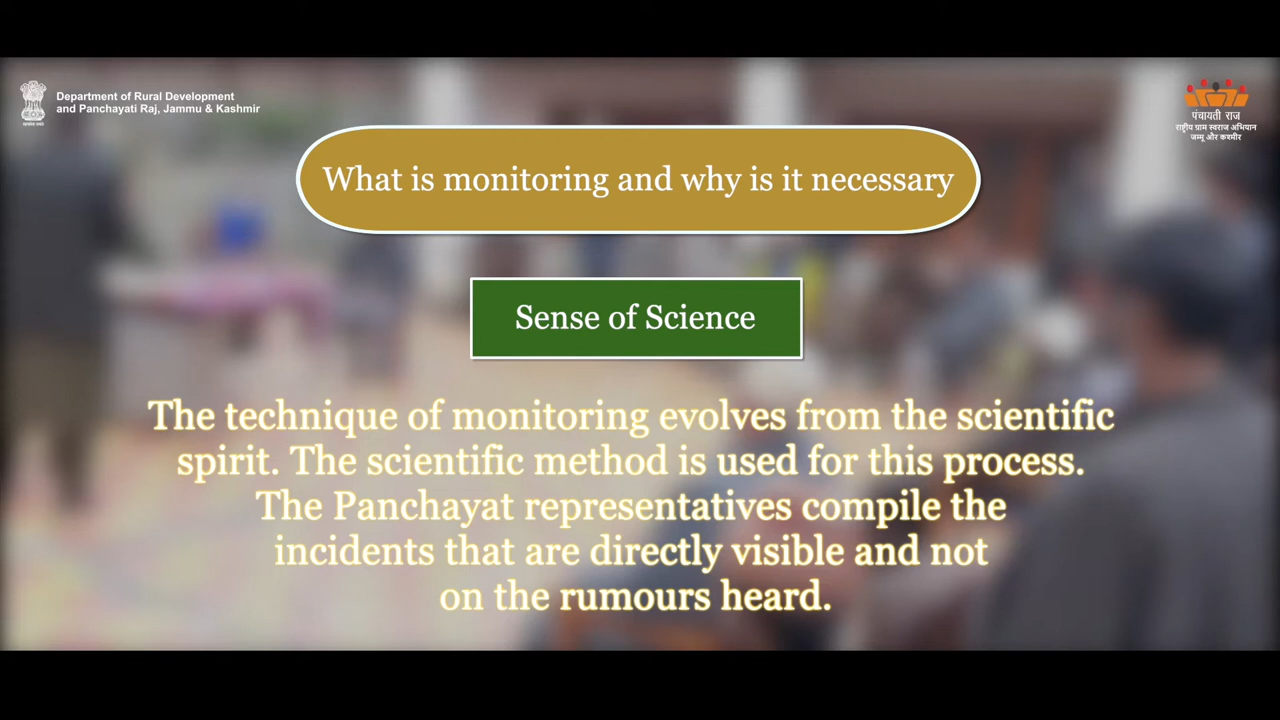 Department of Rural Development
and Panchayati Raj, Jammu & Kashmir
पंचायती राज
राष्ट्रीय ग्राम स्वराज अभियान
जम्मू और कश्मीर
What is monitoring and why is it necessary
Sense of Science
The technique of monitoring evolves from the scientific
spirit. The scientific method is used for this process.
The Panchayat representatives compile the
incidents that are directly visible and not
on the rumours heard.